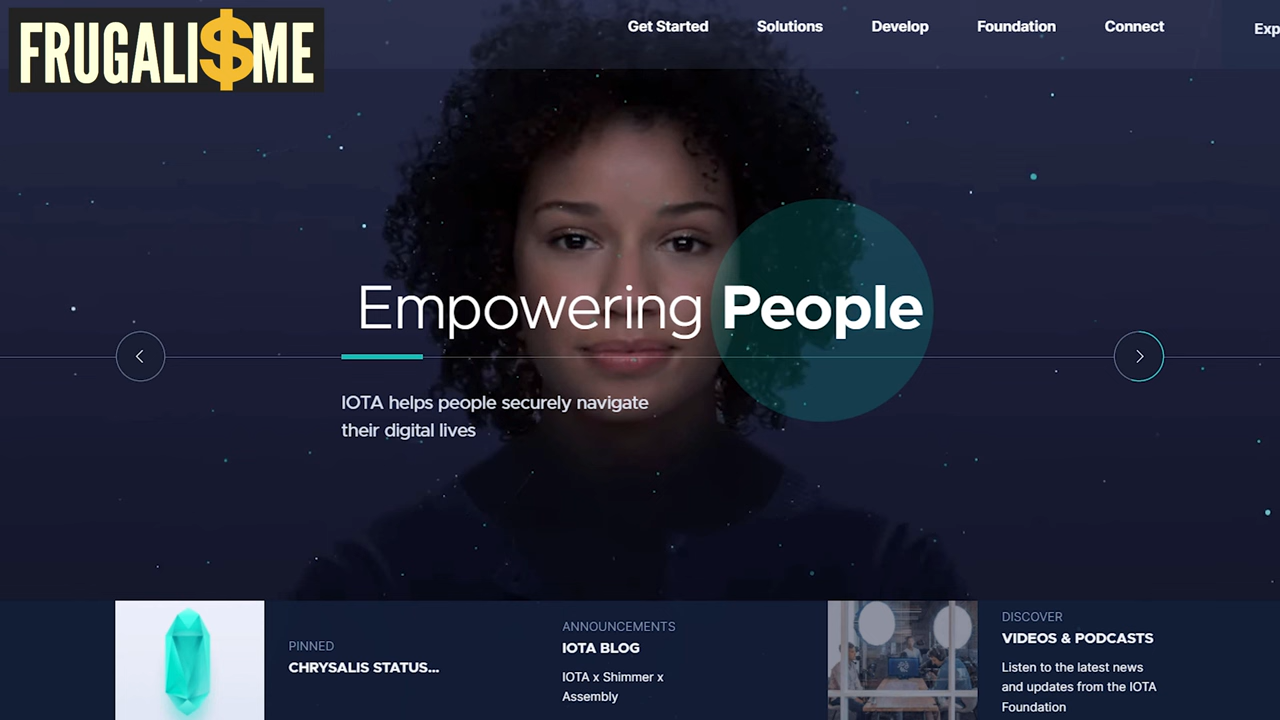 FRUGALI$ME
Get Started Solutions Develop Foundation Connect Exp
Empowering People
IOTA helps people securely navigate
their digital lives
PINNED
CHRYSALIS STATUS...
ANNOUNCEMENTS
IOTA BLOG
IOTA x Shimmer x
Assembly
DISCOVER
VIDEOS & PODCASTS
Listen to the latest news
and updates from the IOTA
Foundation